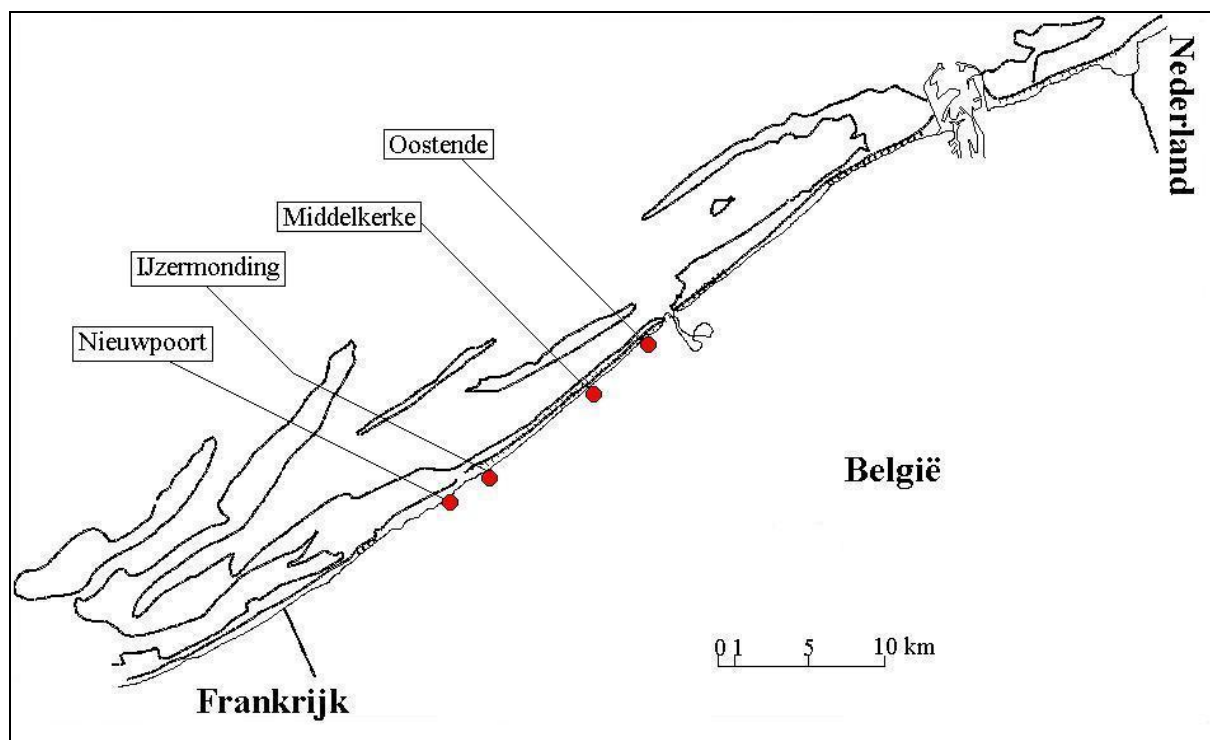 Nederland
Oostende
Middelkerke
IJzermonding
Nieuwpoort
België
0 1 5 10 km
Frankrijk